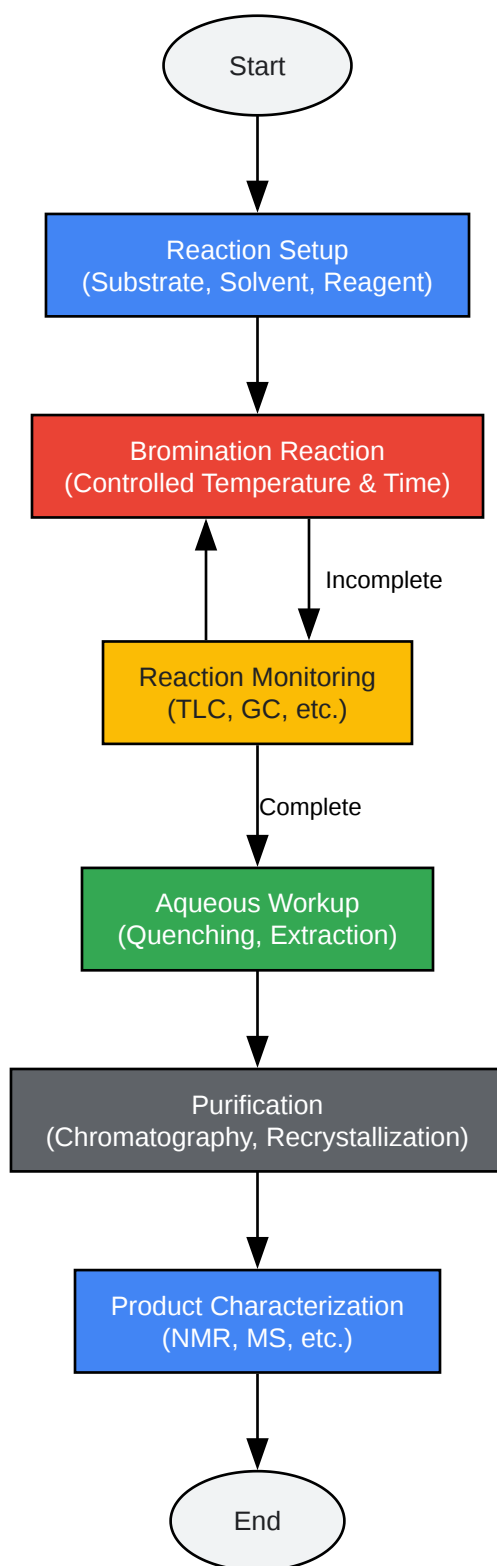 Start
Reaction Setup
(Substrate, Solvent, Reagent)
Bromination Reaction
(Controlled Temperature & Time)
Incomplete
Reaction Monitoring
(TLC, GC, etc.)
Complete
Aqueous Workup
(Quenching, Extraction)
Purification
(Chromatography, Recrystallization)
Product Characterization
(NMR, MS, etc.)
End